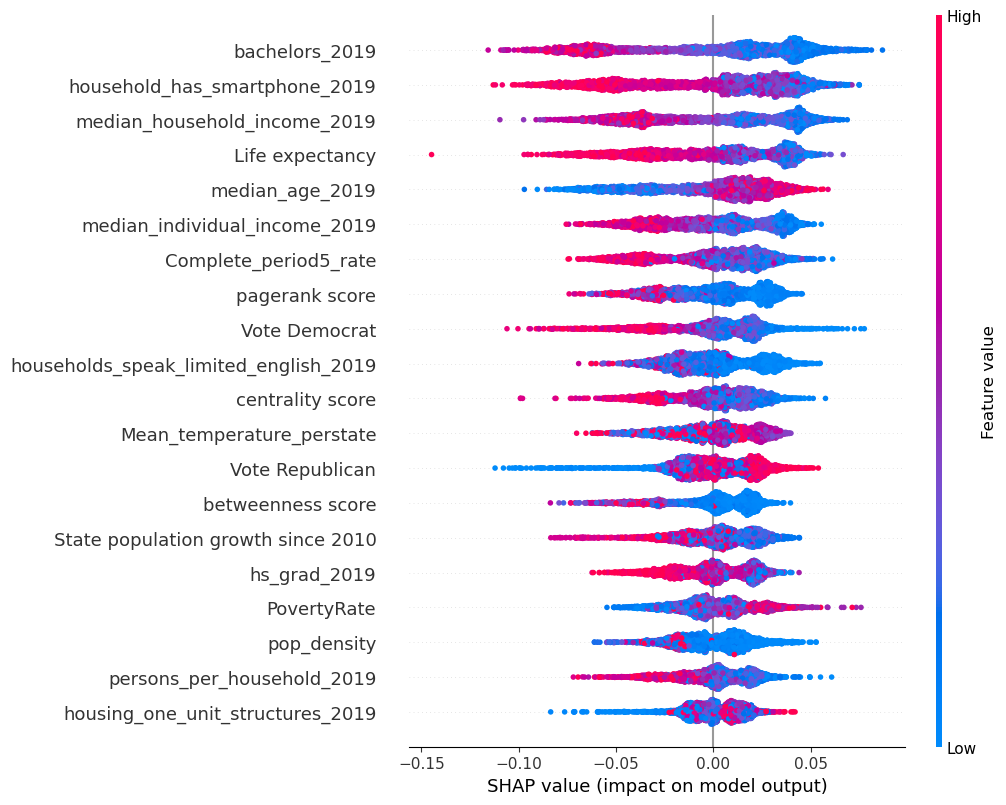 High
bachelors_2019
household_has_smartphone_2019
median_household_income_2019
Life expectancy
median_age_2019
median_individual_income_2019
Complete_period5_rate
pagerank score
Vote Democrat
households_speak_limited_english_2019
centrality score
Mean_temperature_perstate
Vote Republican
betweenness score
State population growth since 2010
hs_grad_2019
PovertyRate
pop_density
persons_per_household_2019
housing_one_unit_structures_2019
Feature value
Low
−0.15 −0.10 −0.05 0.00 0.05
SHAP value (impact on model output)